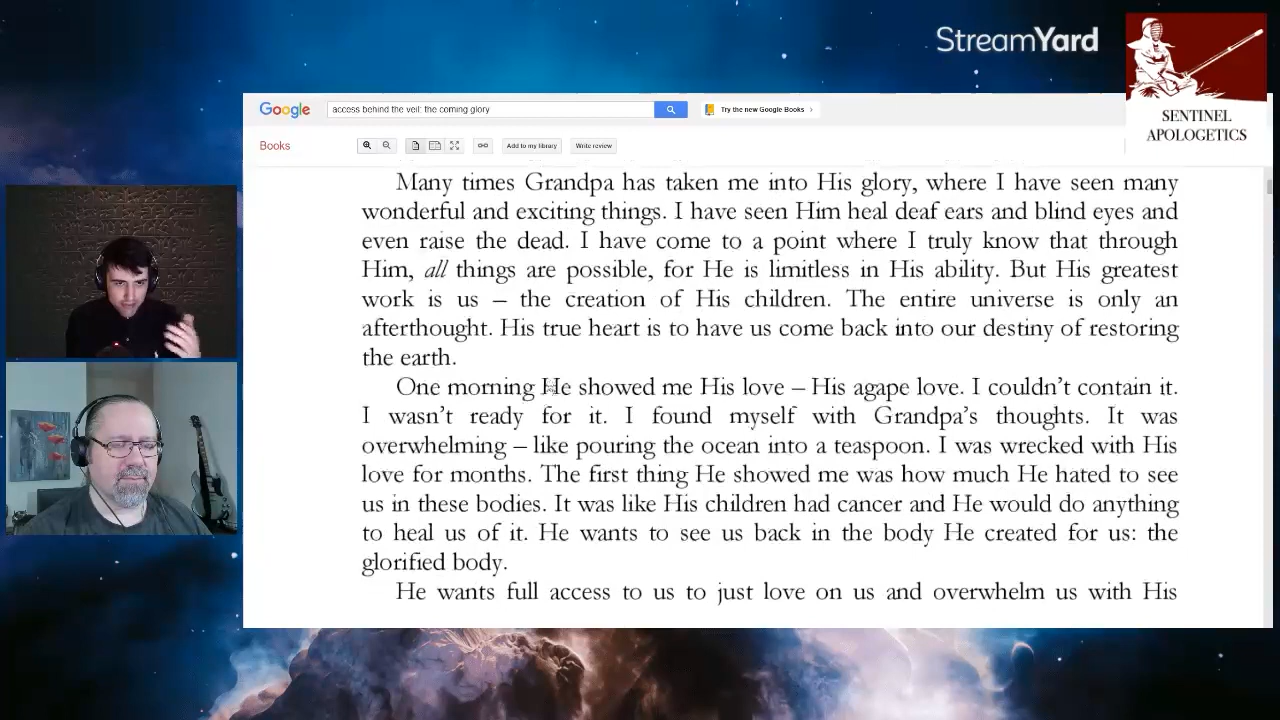 StreamYard
SENTINEL
APOLOGETICS
Google
access behind the veil: the coming glory
Try the new Google Books
Books
Add to my library
Write review
Many times Grandpa has taken me into His glory, where I have seen many
wonderful and exciting things. I have seen Him heal deaf ears and blind eyes and
even raise the dead. I have come to a point where I truly know that through
Him, all things are possible, for He is limitless in His ability. But His greatest
work is us – the creation of His children. The entire universe is only an
afterthought. His true heart is to have us come back into our destiny of restoring
the earth.
One morning He showed me His love – His agape love. I couldn't contain it.
I wasn't ready for it. I found myself with Grandpa's thoughts. It was
overwhelming – like pouring the ocean into a teaspoon. I was wrecked with His
love for months. The first thing He showed me was how much He hated to see
us in these bodies. It was like His children had cancer and He would do anything
to heal us of it. He wants to see us back in the body He created for us: the
glorified body.
He wants full access to us to just love on us and overwhelm us with His